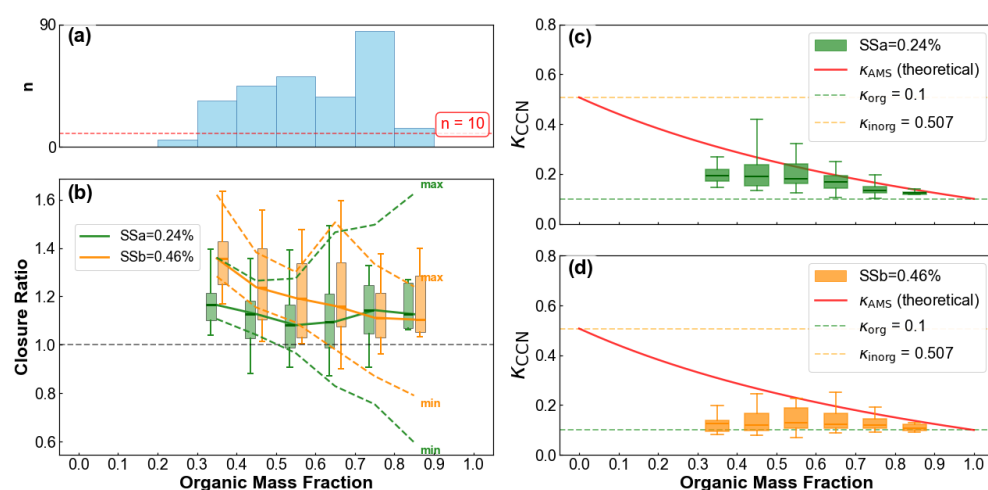 (a)
90
n
0
n = 10
(b)
1.6
1.4
1.2
1.0
0.8
0.6
Closure Ratio
SSa=0.24%
SSb=0.46%
max
max
min
min
0.0 0.1 0.2 0.3 0.4 0.5 0.6 0.7 0.8 0.9 1.0
Organic Mass Fraction
(c)
0.8
0.6
0.4
0.2
0.0
κCCN
SSa=0.24%
κAMS (theoretical)
κorg = 0.1
κinorg = 0.507
(d)
0.8
0.6
0.4
0.2
0.0
κCCN
SSb=0.46%
κAMS (theoretical)
κorg = 0.1
κinorg = 0.507
0.0 0.1 0.2 0.3 0.4 0.5 0.6 0.7 0.8 0.9 1.0
Organic Mass Fraction